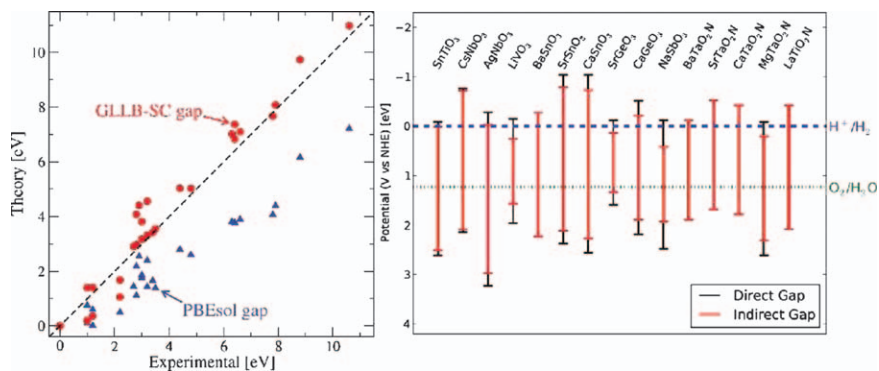 10
8
6
4
2
0
Theory [eV]
GLLB-SC gap
PBEsol gap
0
2
4
6
8
10
Experimental [eV]
SnTiO₃
CsNbO₃
AgNbO₃
LiVO₃
BaSnO₃
SrSnO₃
CaSnO₃
SrGeO₃
CaGeO₃
NaSbO₃
BaTaO₂N
SrTaO₂N
CaTaO₂N
MgTaO₂N
LaTiO₂N
−2
−1
0
1
2
3
4
Potential (V vs NHE) [eV]
H⁺/H₂
O₂/H₂O
Direct Gap
Indirect Gap